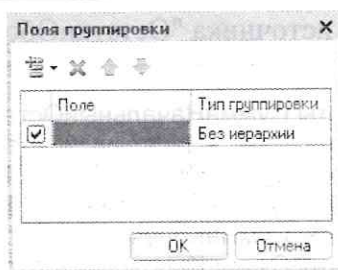 Поля группировки
Поле Тип группировки
Без иерархии
OK Отмена